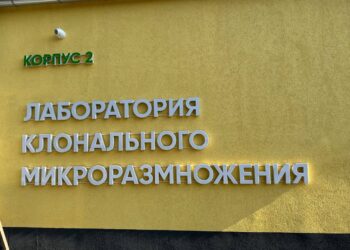 КОРПУС 2
ЛАБОРАТОРИЯ
КЛОНАЛЬНОГО
МИКРОРАЗМНОЖЕНИЯ